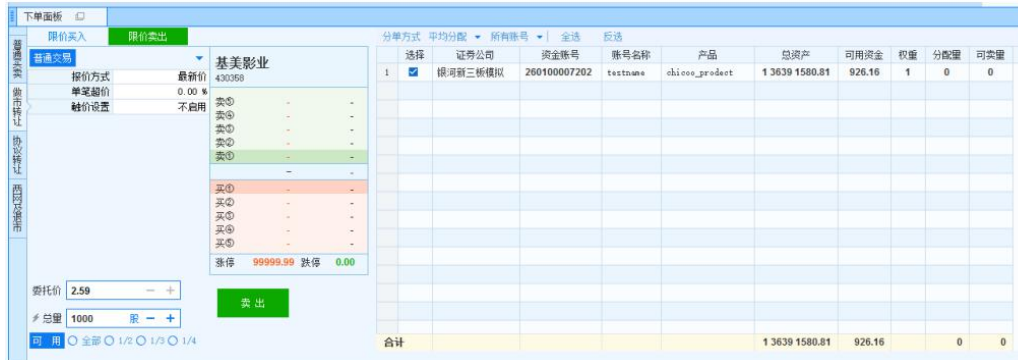 下单面板
普通买卖
做市转让
协议转让
两网及退市
限价买入 限价卖出
普通交易
报价方式 最新价
单笔超价 0.00 %
触价设置 不启用
基美影业
430358
卖⑤ - -
卖④ - -
卖③ - -
卖② - -
卖① - -
- -
买① - -
买② - -
买③ - -
买④ - -
买⑤ - -
涨停 99999.99 跌停 0.00
委托价 2.59 - +
总量 1000 股 - +
可 用 全部 1/2 1/3 1/4
卖出
分单方式 平均分配 所有账号 全选 反选
选择 证券公司 资金账号 账号名称 产品 总资产 可用资金 权重 分配量 可卖量
1 银河新三板模拟 260100007202 testname chicos_product 1 3639 1580.81 926.16 1 0 0
合计 1 3639 1580.81 926.16 0 0